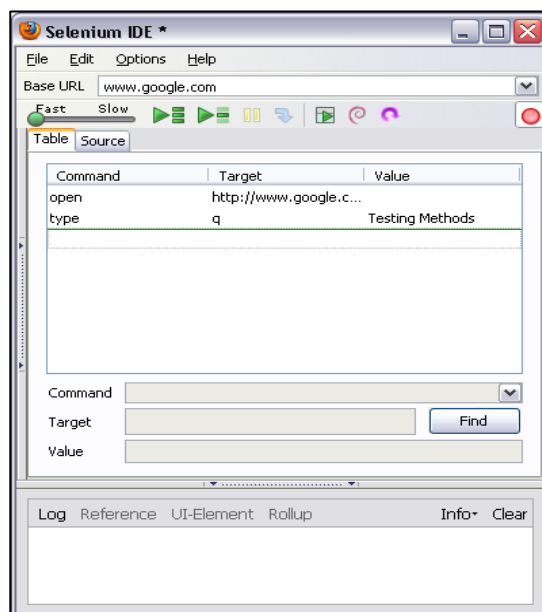 Selenium IDE *
File Edit Options Help
Base URL www.google.com
Fast Slow
Table Source
Command Target Value
open http://www.google.c...
type q Testing Methods
Command
Target Find
Value
Log Reference UI-Element Rollup Info Clear